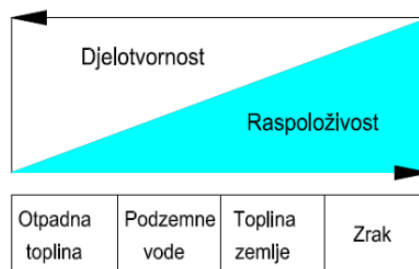 Djelotvornost
Raspoloživost
Otpadna toplina
Podzemne vode
Toplina zemlje
Zrak